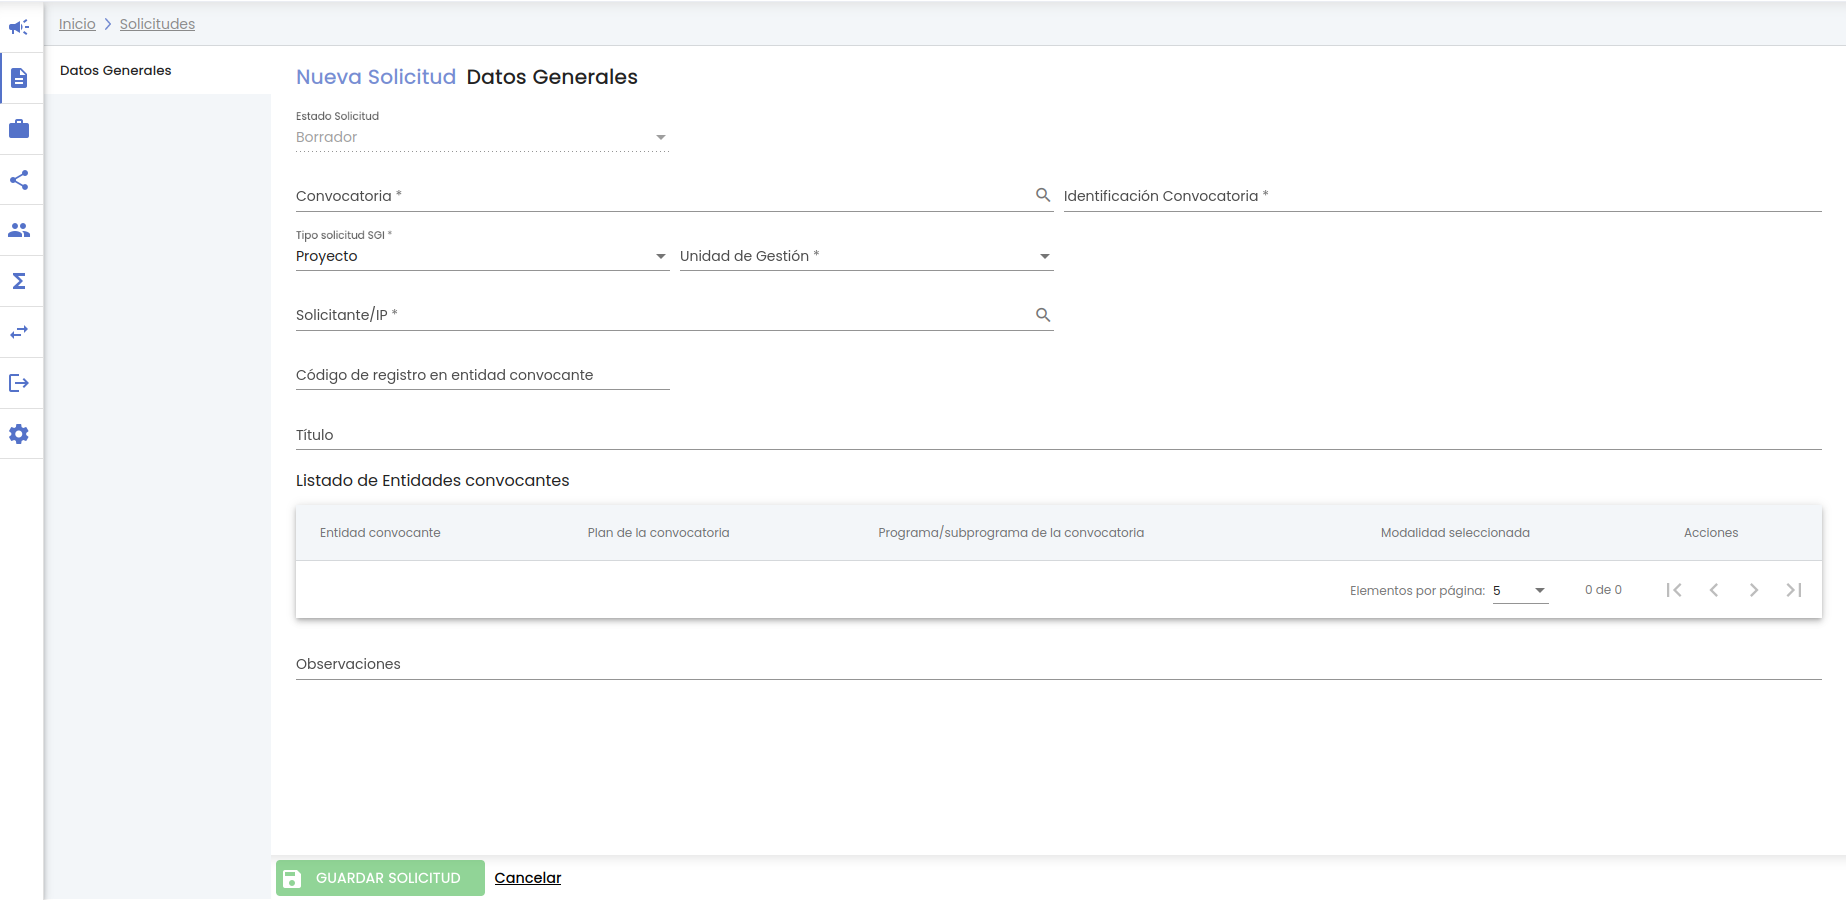 Inicio Solicitudes
Datos Generales
Nueva Solicitud Datos Generales
Estado Solicitud
Borrador
Convocatoria * Identificación Convocatoria *
Tipo solicitud SGI *
Proyecto Unidad de Gestión *
Solicitante/IP *
Código de registro en entidad convocante
Título
Listado de Entidades convocantes
Entidad convocante Plan de la convocatoria Programa/subprograma de la convocatoria Modalidad seleccionada Acciones
Elementos por página: 5 0 de 0
Observaciones
GUARDAR SOLICITUD Cancelar